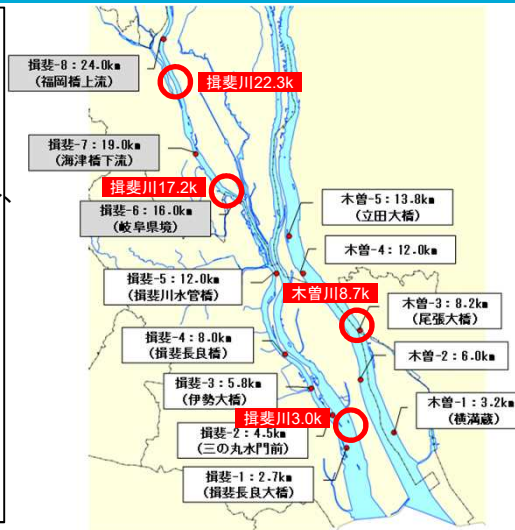 揖斐-8：24.0km
(福岡橋上流)
揖斐川22.3k
揖斐-7：19.0km
(海津橋下流)
、
揖斐川17.2k
揖斐-6：16.0km
(岐阜県境)
木曽-5：13.8km
(立田大橋)
木曽-4：12.0km
揖斐-5：12.0km
(揖斐川水管橋)
木曽川8.7k
木曽-3：8.2km
(尾張大橋)
揖斐-4：8.0km
(揖斐長良橋)
木曽-2：6.0km
揖斐-3：5.8km
(伊勢大橋)
木曽-1：3.2km
(横満蔵)
揖斐川3.0k
揖斐-2：4.5km
(三の丸水門前)
揖斐-1：2.7km
(揖斐長良大橋)